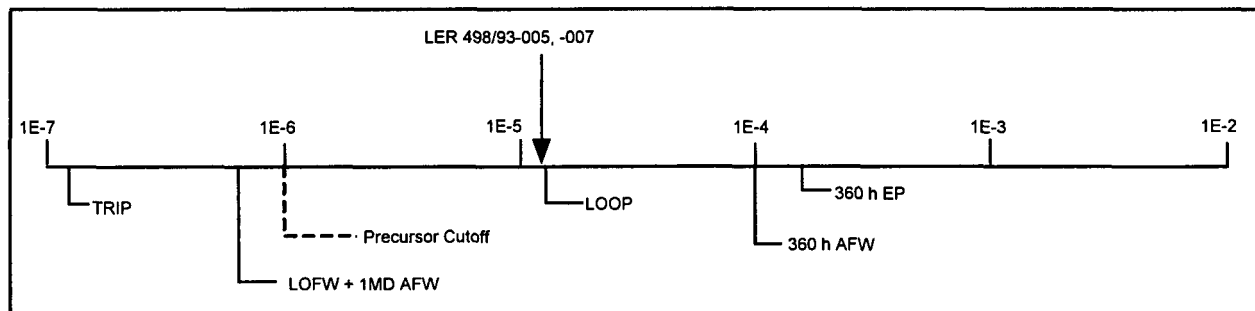 LER 498/93-005, -007
1E-7
1E-6
1E-5
1E-4
1E-3
1E-2
TRIP
LOOP
360 h EP
Precursor Cutoff
360 h AFW
LOFW + 1MD AFW